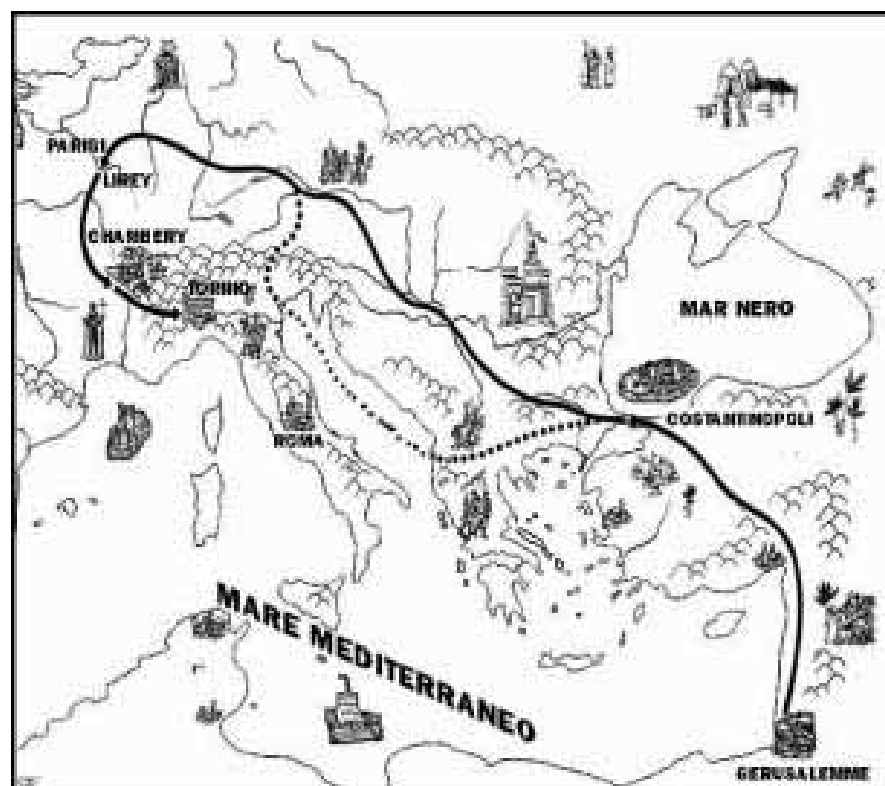 PARIGI
LIREY
CHAMBERY
TORINO
MAR NERO
COSTANTINOPOLI
ROMA
MARE MEDITERRANEO
GERUSALEMME